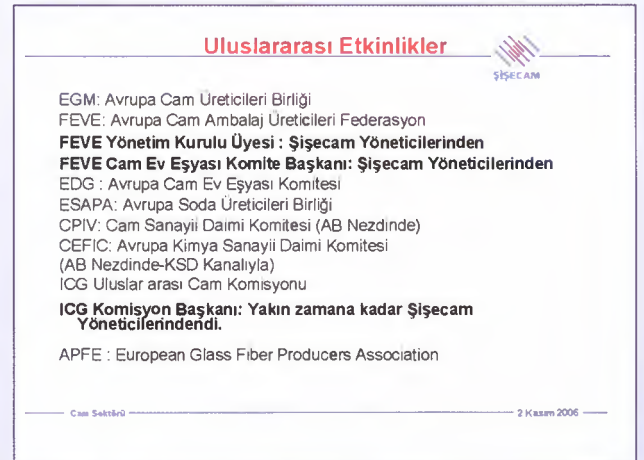 Uluslararası Etkinlikler
ŞİŞECAM
EGM: Avrupa Cam Üreticileri Birliği
FEVE: Avrupa Cam Ambalaj Üreticileri Federasyon
FEVE Yönetim Kurulu Üyesi : Şişecam Yöneticilerinden
FEVE Cam Ev Eşyası Komite Başkanı: Şişecam Yöneticilerinden
EDG : Avrupa Cam Ev Eşyası Komitesi
ESAPA: Avrupa Soda Üreticileri Birliği
CPIV: Cam Sanayii Daimi Komitesi (AB Nezdinde)
CEFIC: Avrupa Kimya Sanayii Daimi Komitesi
(AB Nezdinde-KSD Kanalıyla)
ICG Uluslar arası Cam Komisyonu
ICG Komisyon Başkanı: Yakın zamana kadar Şişecam
Yöneticilerindendi.
APFE : European Glass Fiber Producers Association
Cam Sektörü
2 Kasım 2006